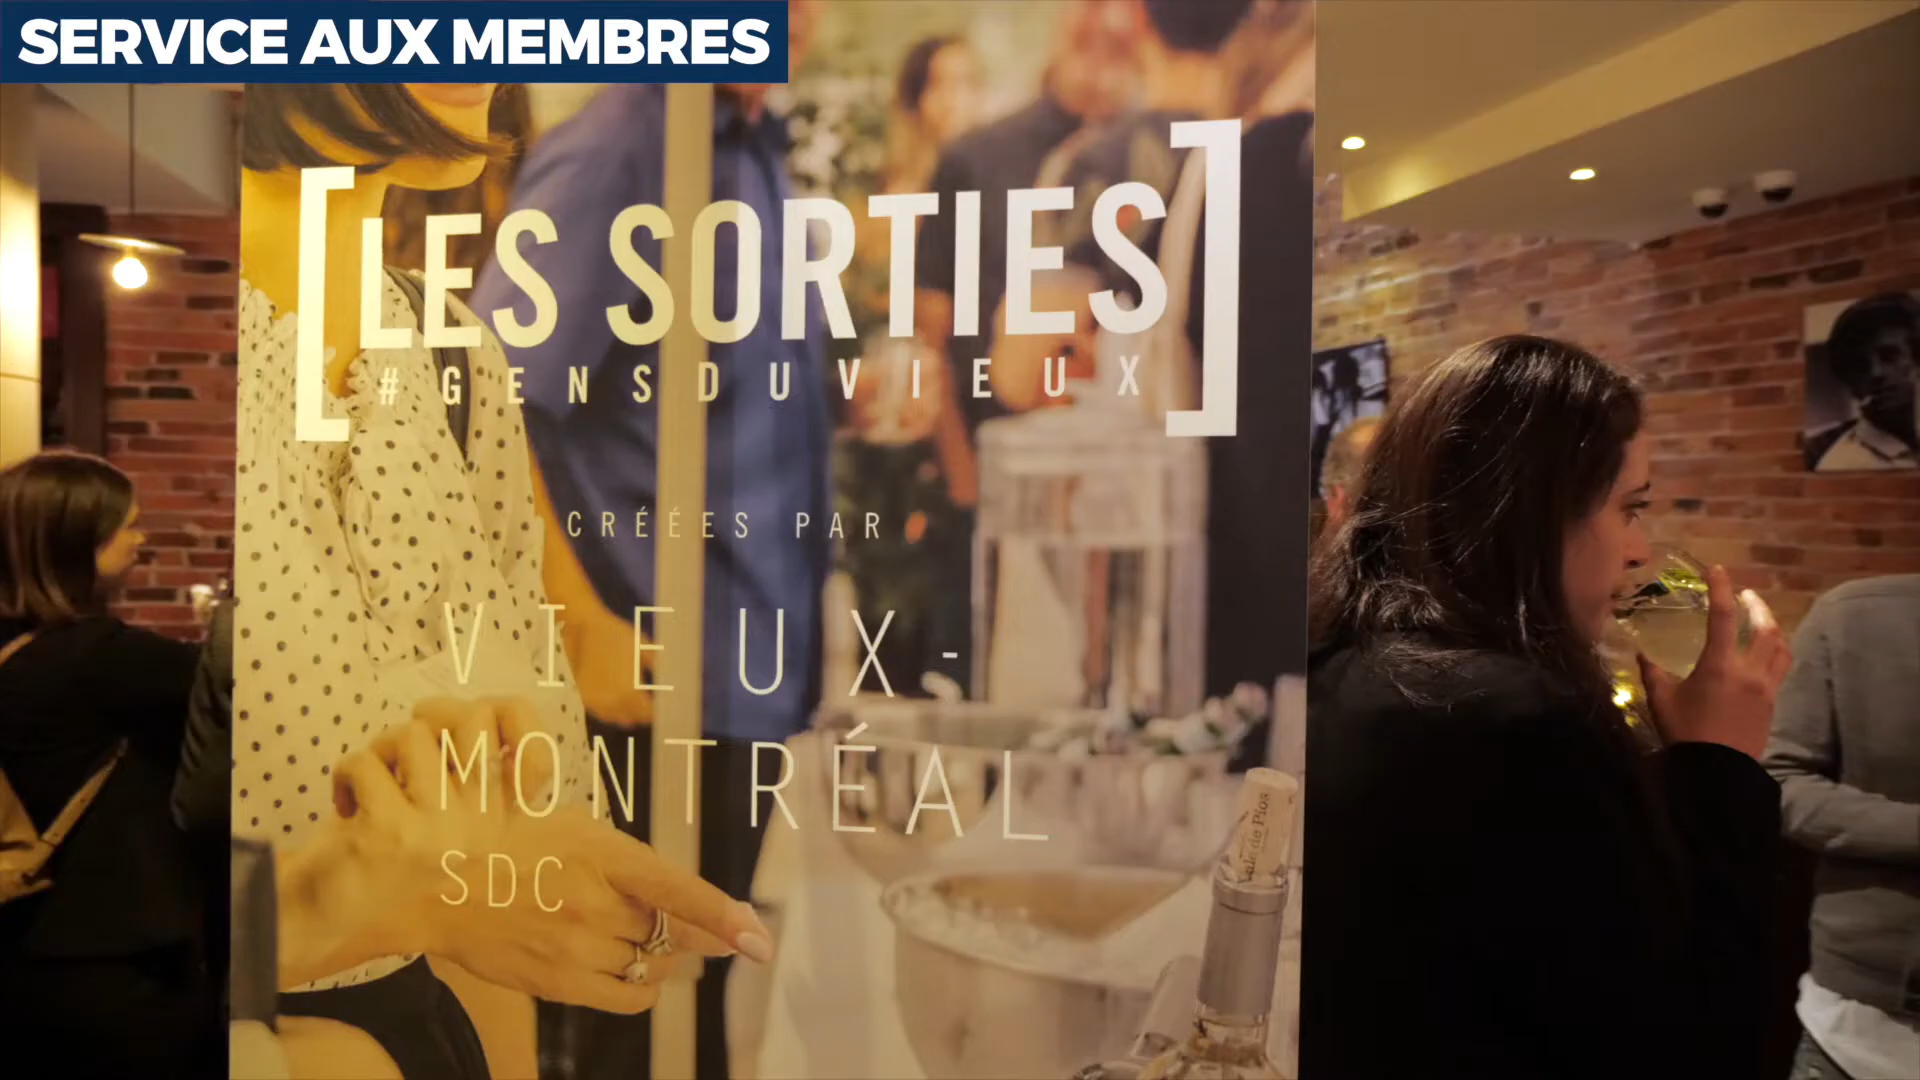 SERVICE AUX MEMBRES
[LES SORTIES]
#GENSDUVIEUX
CRÉÉES PAR
VIEUX-
MONTRÉAL
SDC